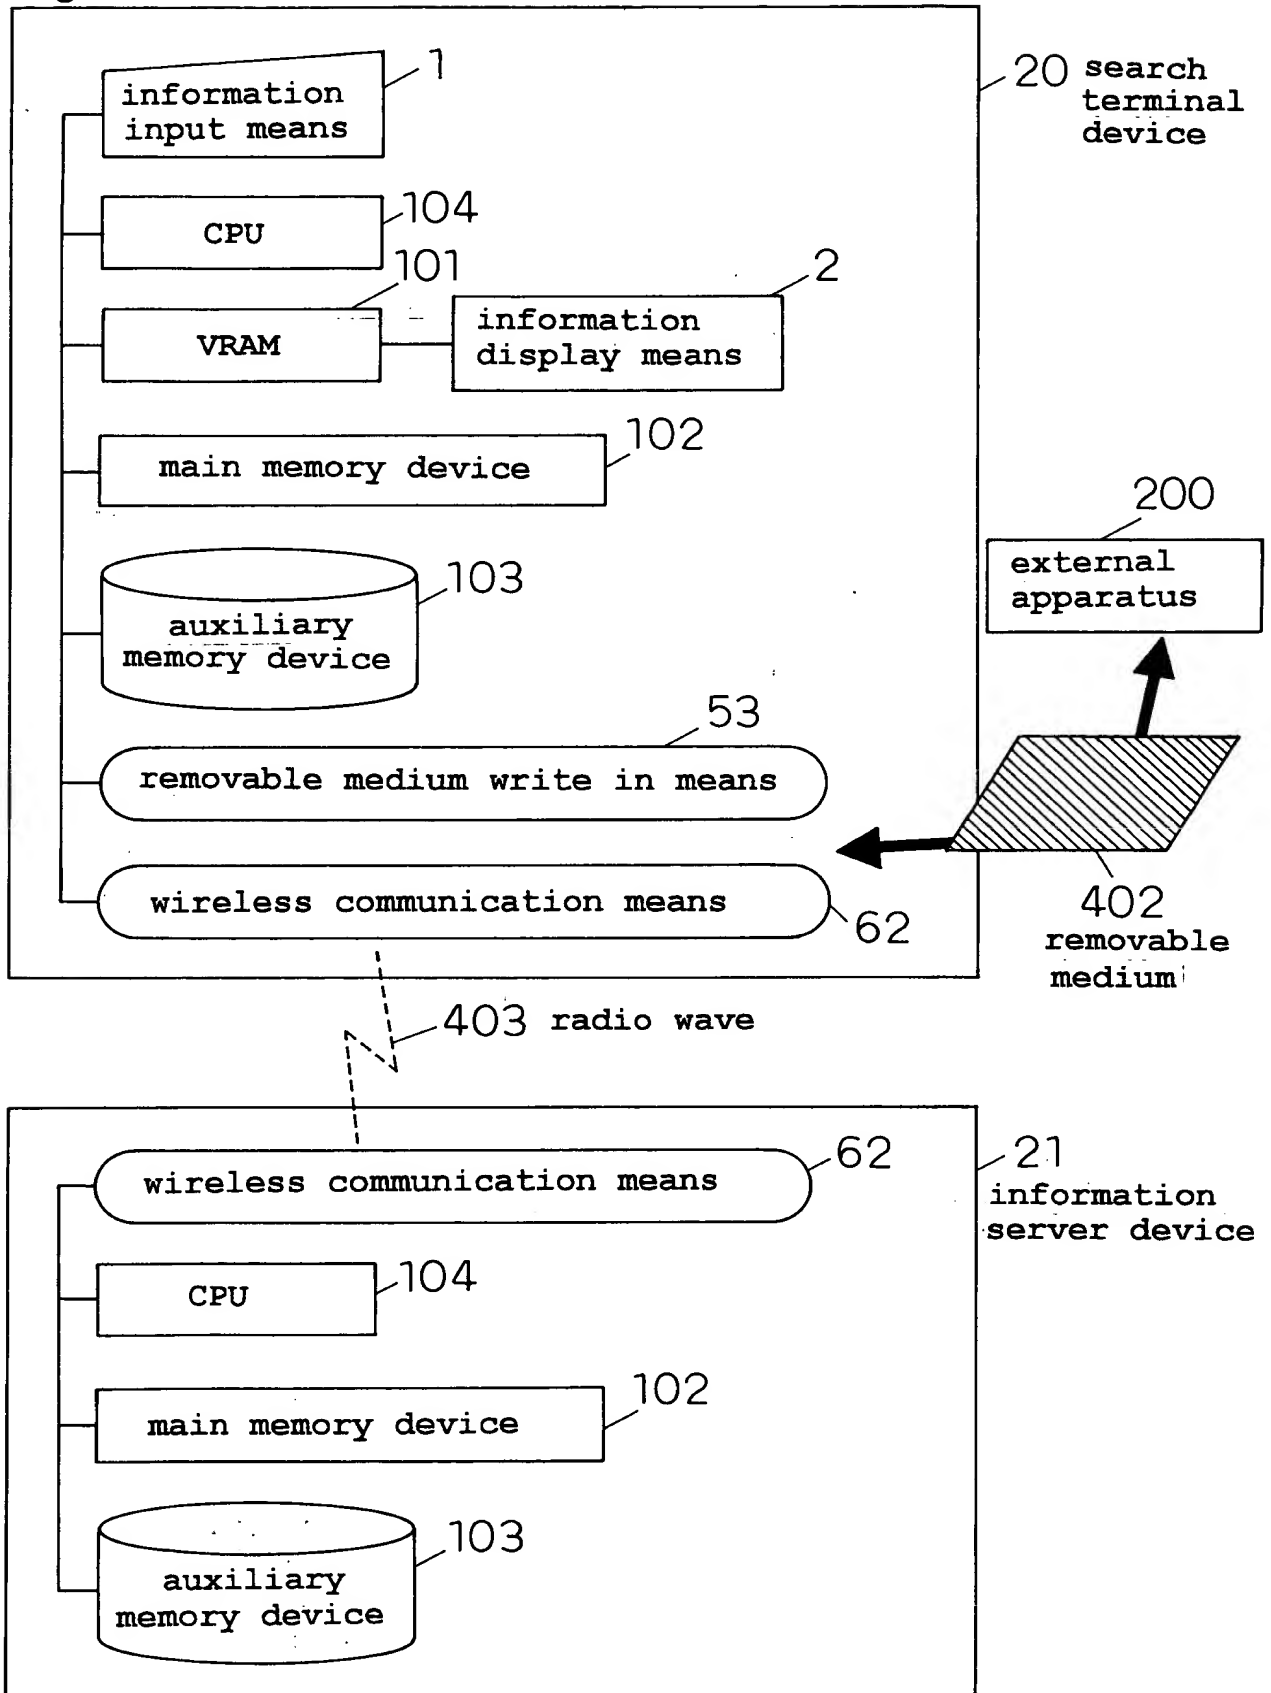 1
information
input means
20 search
terminal
device
104
CPU
101
VRAM
2
information
display means
102
main memory device
200
external
apparatus
103
auxiliary
memory device
53
removable medium write in means
wireless communication means
62
402
removable
medium
403 radio wave
62
wireless communication means
21
information
server device
104
CPU
102
main memory device
103
auxiliary
memory device